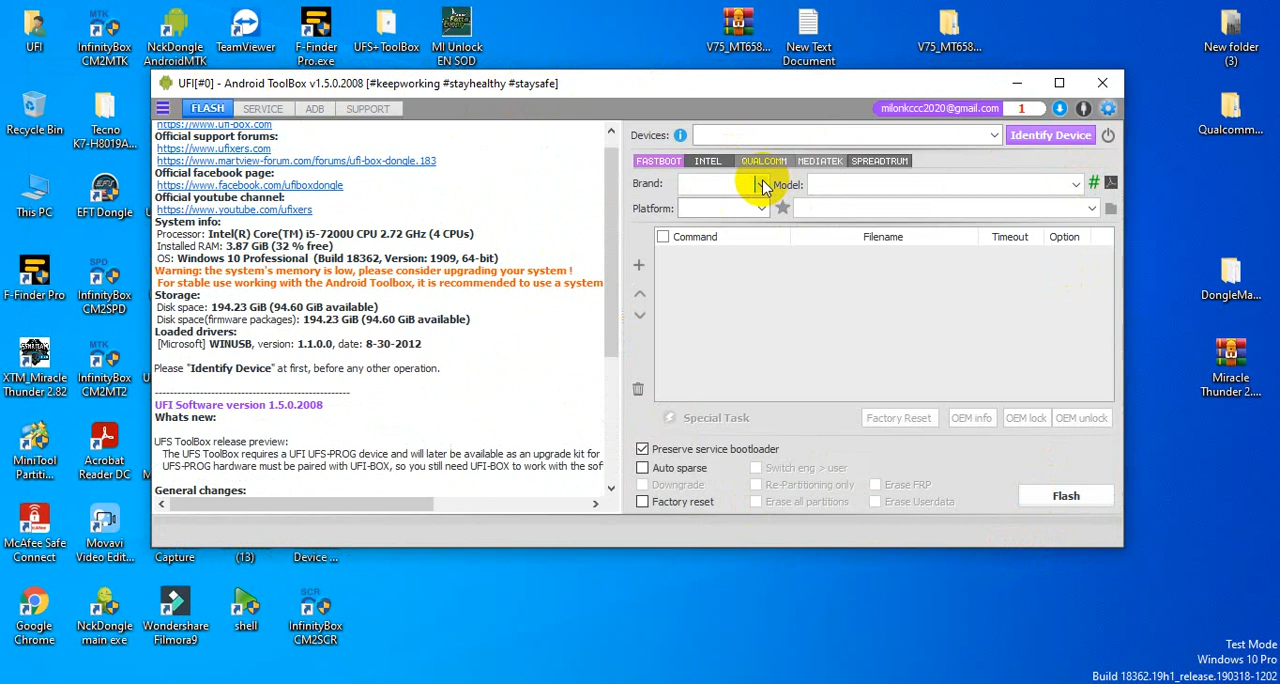 UFI
InfinityBox
CM2MTK
NckDongle
AndroidMTK
TeamViewer
F-Finder
Pro.exe
UFS+ToolBox
MI Unlock
EN SOD
V75_MT658...
New Text
Document
V75_MT658...
New folder
(3)
UFI[#0] - Android ToolBox v1.5.0.2008 [#keepworking #stayhealthy #staysafe]
FLASH SERVICE ADB SUPPORT
milonkccc2020@gmail.com 1
Recycle Bin
Tecno
K7-H8019A...
Qualcomm...
https://www.ufi-box.com
Official support forums:
https://www.ufixers.com
https://www.martview-forum.com/forums/ufi-box-dongle.183
Official facebook page:
https://www.facebook.com/ufiboxdongle
Official youtube channel:
https://www.youtube.com/ufixers
System info:
Processor: Intel(R) Core(TM) i5-7200U CPU 2.72 GHz (4 CPUs)
Installed RAM: 3.87 GiB (32 % free)
OS: Windows 10 Professional (Build 18362, Version: 1909, 64-bit)
Warning: the system's memory is low, please consider upgrading your system !
For stable use working with the Android Toolbox, it is recommended to use a system
Storage:
Disk space: 194.23 GiB (94.60 GiB available)
Disk space(firmware packages): 194.23 GiB (94.60 GiB available)
Loaded drivers:
[Microsoft] WINUSB, version: 1.1.0.0, date: 8-30-2012
Please "Identify Device" at first, before any other operation.
----------------------------------------------------
UFI Software version 1.5.0.2008
Whats new:
UFS ToolBox release preview:
The UFS ToolBox requires a UFI UFS-PROG device and will later be available as an upgrade kit for
UFS-PROG hardware must be paired with UFI-BOX, so you still need UFI-BOX to work with the sof
General changes:
Devices: Identify Device
FASTBOOT INTEL QUALCOMM MEDIATEK SPREADTRUM
Brand: Model: #
Platform:
Command Filename Timeout Option
Special Task Factory Reset OEM info OEM lock OEM unlock
Preserve service bootloader
Auto sparse Switch eng > user
Downgrade Re-Partitioning only Erase FRP
Factory reset Erase all partitions Erase Userdata
Flash
This PC
EFT Dongle
F-Finder Pro
InfinityBox
CM2SPD
DongleMa...
XTM_Miracle
Thunder 2.82
InfinityBox
CM2MT2
Miracle
Thunder 2....
MiniTool
Partiti...
Acrobat
Reader DC
McAfee Safe
Connect
Movavi
Video Edit...
Capture
(13)
Device ...
Google
Chrome
NckDongle
main exe
Wondershare
Filmora9
shell
InfinityBox
CM2SCR
Test Mode
Windows 10 Pro
Build 18362.19h1_release.190318-1202